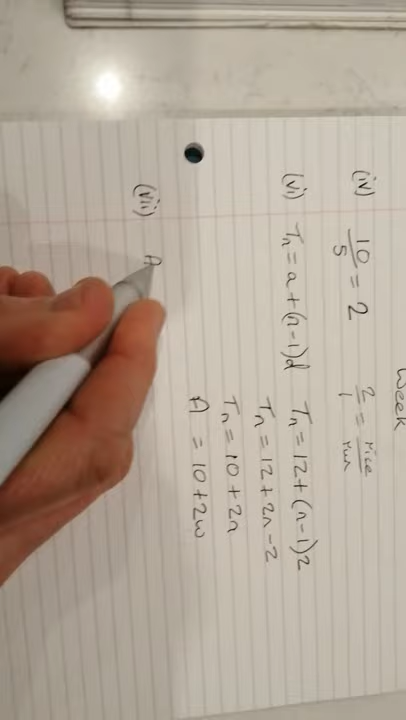 Week
(iv) 10/5 = 2 2/1 = rise/run
(vi) Tn = a + (n-1)d Tn = 12 + (n-1)2
Tn = 12 + 2n - 2
Tn = 10 + 2n
A = 10 + 2w
(vii) A